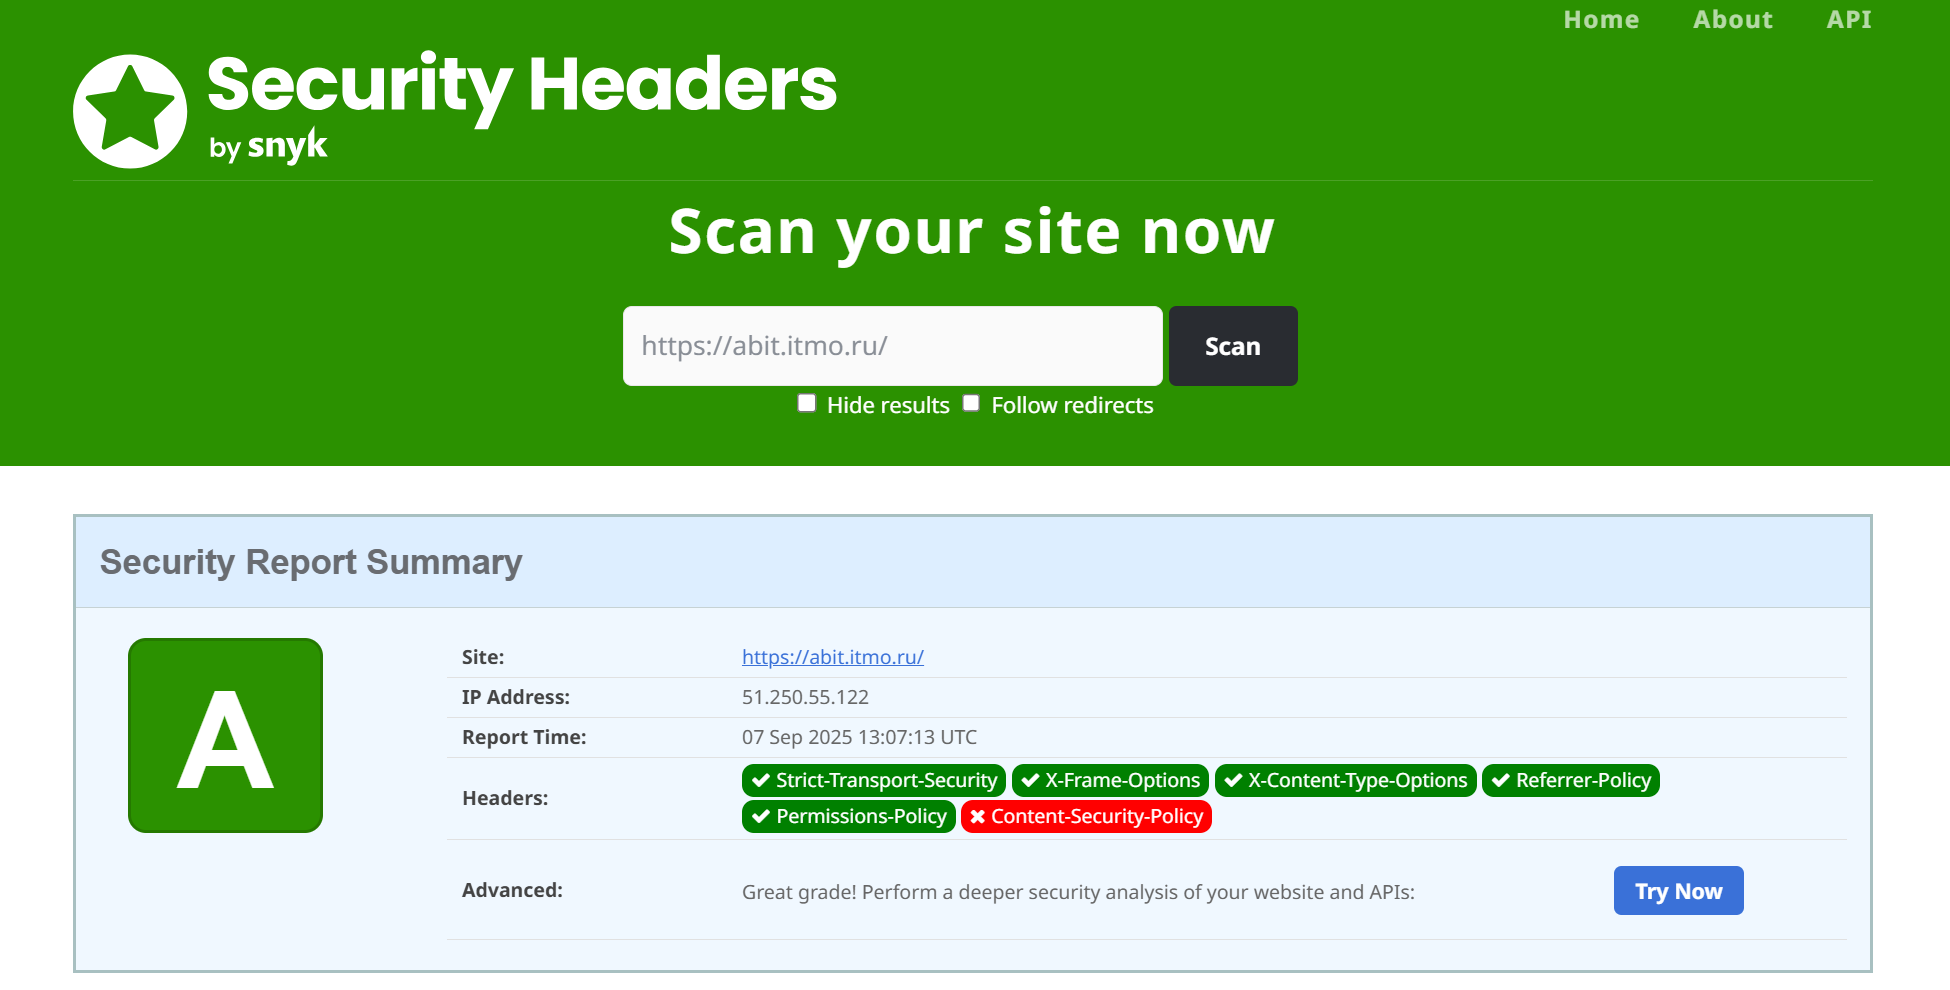 Home About API
Security Headers
by snyk
Scan your site now
https://abit.itmo.ru/ Scan
Hide results Follow redirects
Security Report Summary
A
Site: https://abit.itmo.ru/
IP Address: 51.250.55.122
Report Time: 07 Sep 2025 13:07:13 UTC
Headers: Strict-Transport-Security X-Frame-Options X-Content-Type-Options Referrer-Policy
Permissions-Policy Content-Security-Policy
Advanced: Great grade! Perform a deeper security analysis of your website and APIs: Try Now